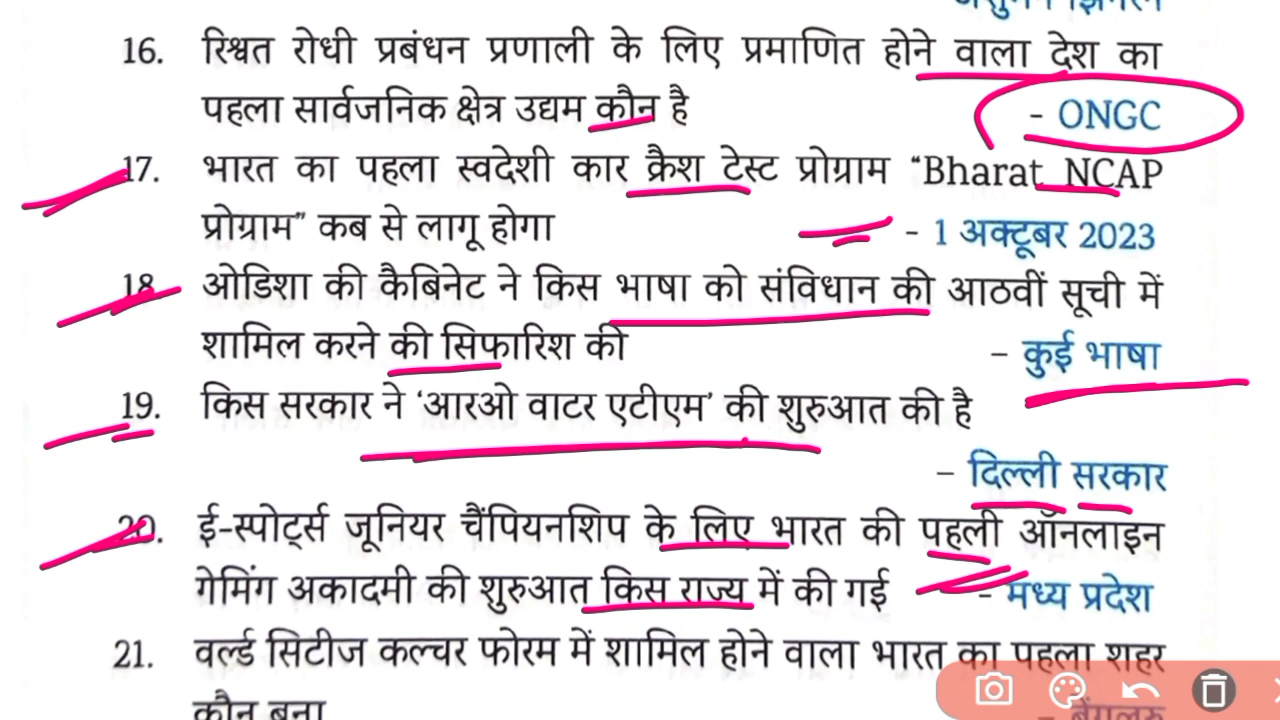 16. रिश्वत रोधी प्रबंधन प्रणाली के लिए प्रमाणित होने वाला देश का
पहला सार्वजनिक क्षेत्र उद्यम कौन है - ONGC
17. भारत का पहला स्वदेशी कार क्रैश टेस्ट प्रोग्राम “Bharat NCAP
प्रोग्राम” कब से लागू होगा - 1 अक्टूबर 2023
18. ओडिशा की कैबिनेट ने किस भाषा को संविधान की आठवीं सूची में
शामिल करने की सिफारिश की - कुई भाषा
19. किस सरकार ने ‘आरओ वाटर एटीएम’ की शुरुआत की है
- दिल्ली सरकार
20. ई-स्पोर्ट्स जूनियर चैंपियनशिप के लिए भारत की पहली ऑनलाइन
गेमिंग अकादमी की शुरुआत किस राज्य में की गई - मध्य प्रदेश
21. वर्ल्ड सिटीज कल्चर फोरम में शामिल होने वाला भारत का पहला शहर
कौन बना - बेंगलुरु